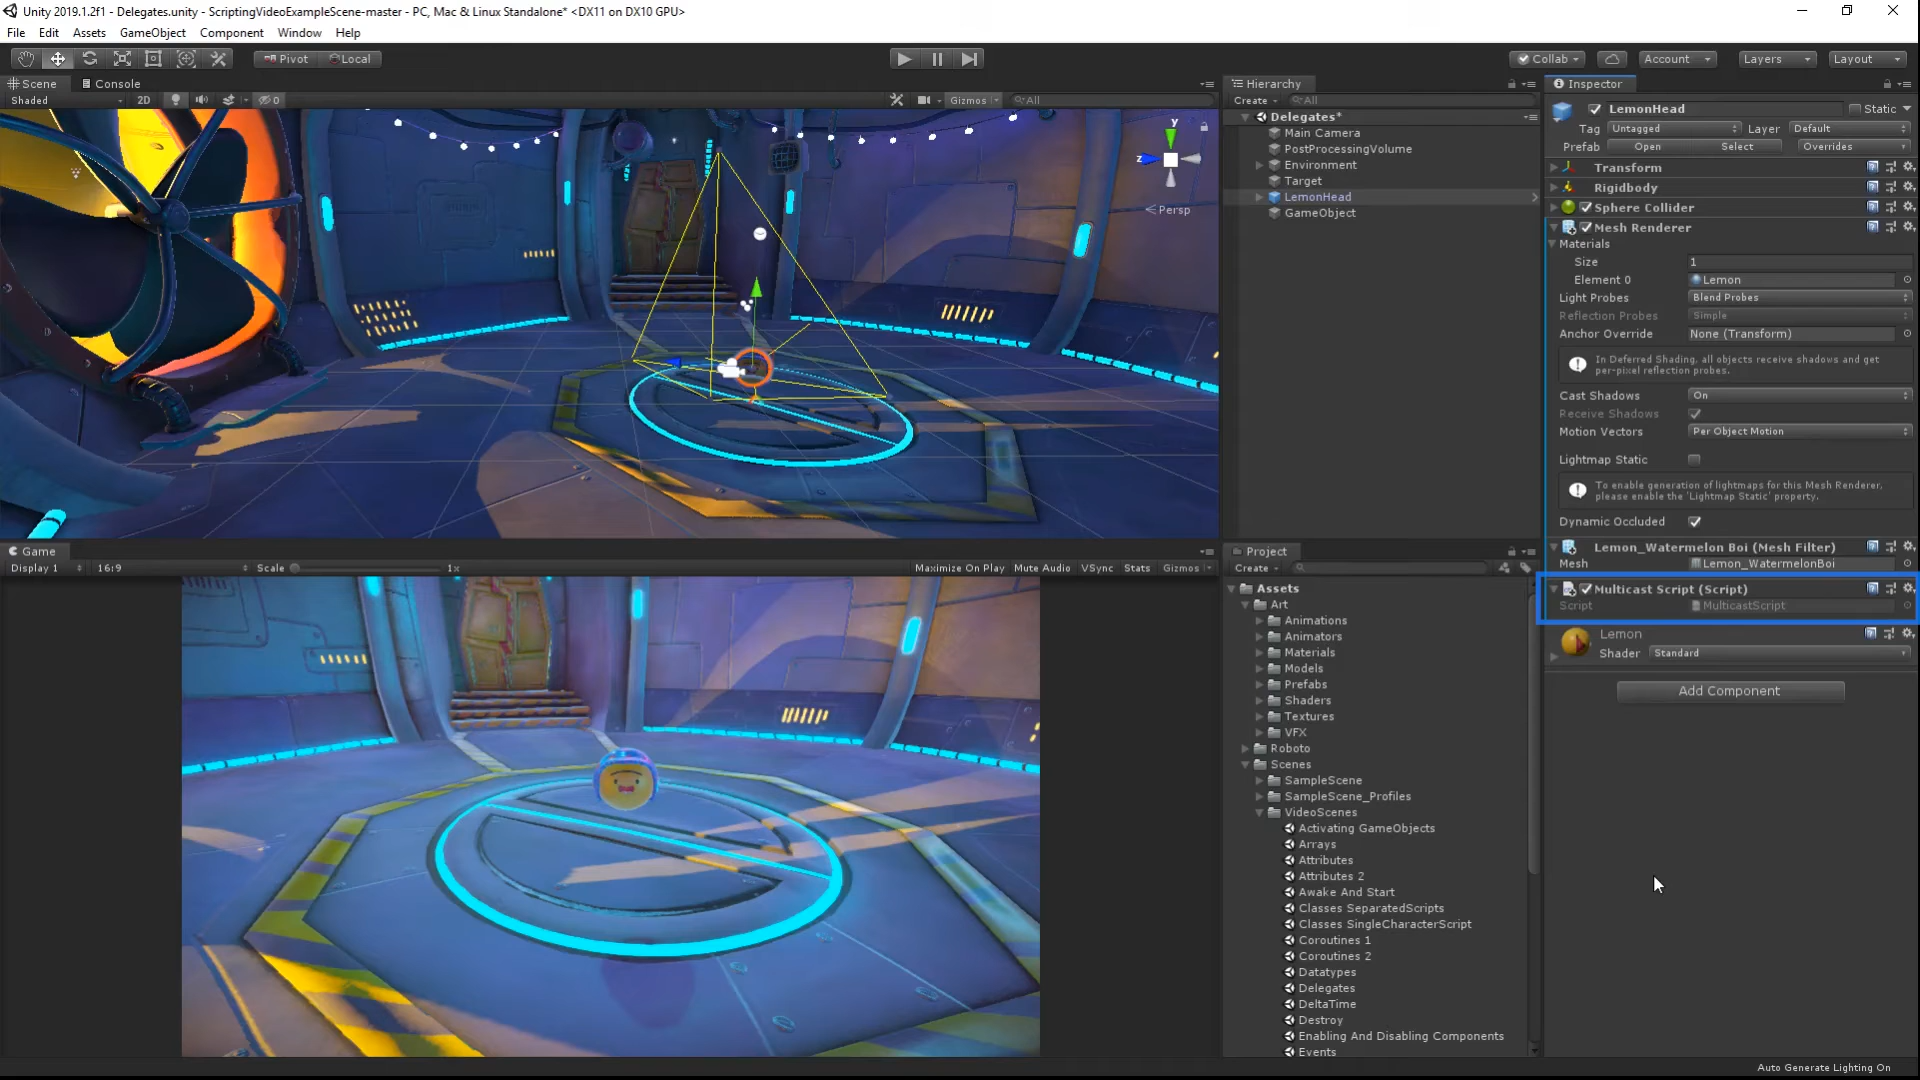 Unity 2019.1.2f1 - Delegates.unity - ScriptingVideoExampleScene-master - PC, Mac & Linux Standalone* <DX11 on DX10 GPU>
File Edit Assets GameObject Component Window Help
Pivot Local Collab Account Layers Layout
Scene Console
Shaded 2D 0 Gizmos All
y
z
Persp
Game
Display 1 16:9 Scale 1x Maximize On Play Mute Audio VSync Stats Gizmos
Hierarchy
Create All
Delegates*
Main Camera
PostProcessingVolume
Environment
Target
LemonHead
GameObject
Project
Create
Assets
Art
Animations
Animators
Materials
Models
Prefabs
Shaders
Textures
VFX
Roboto
Scenes
SampleScene
SampleScene_Profiles
VideoScenes
Activating GameObjects
Arrays
Attributes
Attributes 2
Awake And Start
Classes SeparatedScripts
Classes SingleCharacterScript
Coroutines 1
Coroutines 2
Datatypes
Delegates
DeltaTime
Destroy
Enabling And Disabling Components
Events
Inspector
LemonHead Static
Tag Untagged Layer Default
Prefab Open Select Overrides
Transform
Rigidbody
Sphere Collider
Mesh Renderer
Materials
Size 1
Element 0 Lemon
Light Probes Blend Probes
Reflection Probes Simple
Anchor Override None (Transform)
In Deferred Shading, all objects receive shadows and get
per-pixel reflection probes.
Cast Shadows On
Receive Shadows
Motion Vectors Per Object Motion
Lightmap Static
To enable generation of lightmaps for this Mesh Renderer,
please enable the 'Lightmap Static' property.
Dynamic Occluded
Lemon_Watermelon Boi (Mesh Filter)
Mesh Lemon_WatermelonBoi
Multicast Script (Script)
Script MulticastScript
Lemon
Shader Standard
Add Component
Auto Generate Lighting On